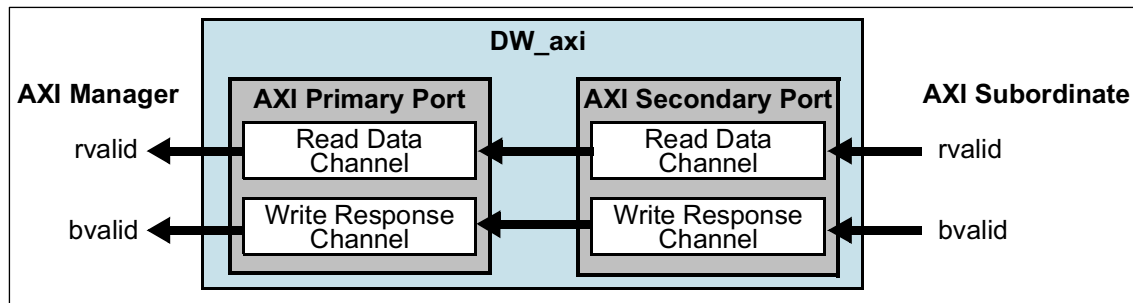 DW_axi
AXI Manager
AXI Primary Port
AXI Secondary Port
AXI Subordinate
rvalid
Read Data
Channel
Read Data
Channel
rvalid
bvalid
Write Response
Channel
Write Response
Channel
bvalid